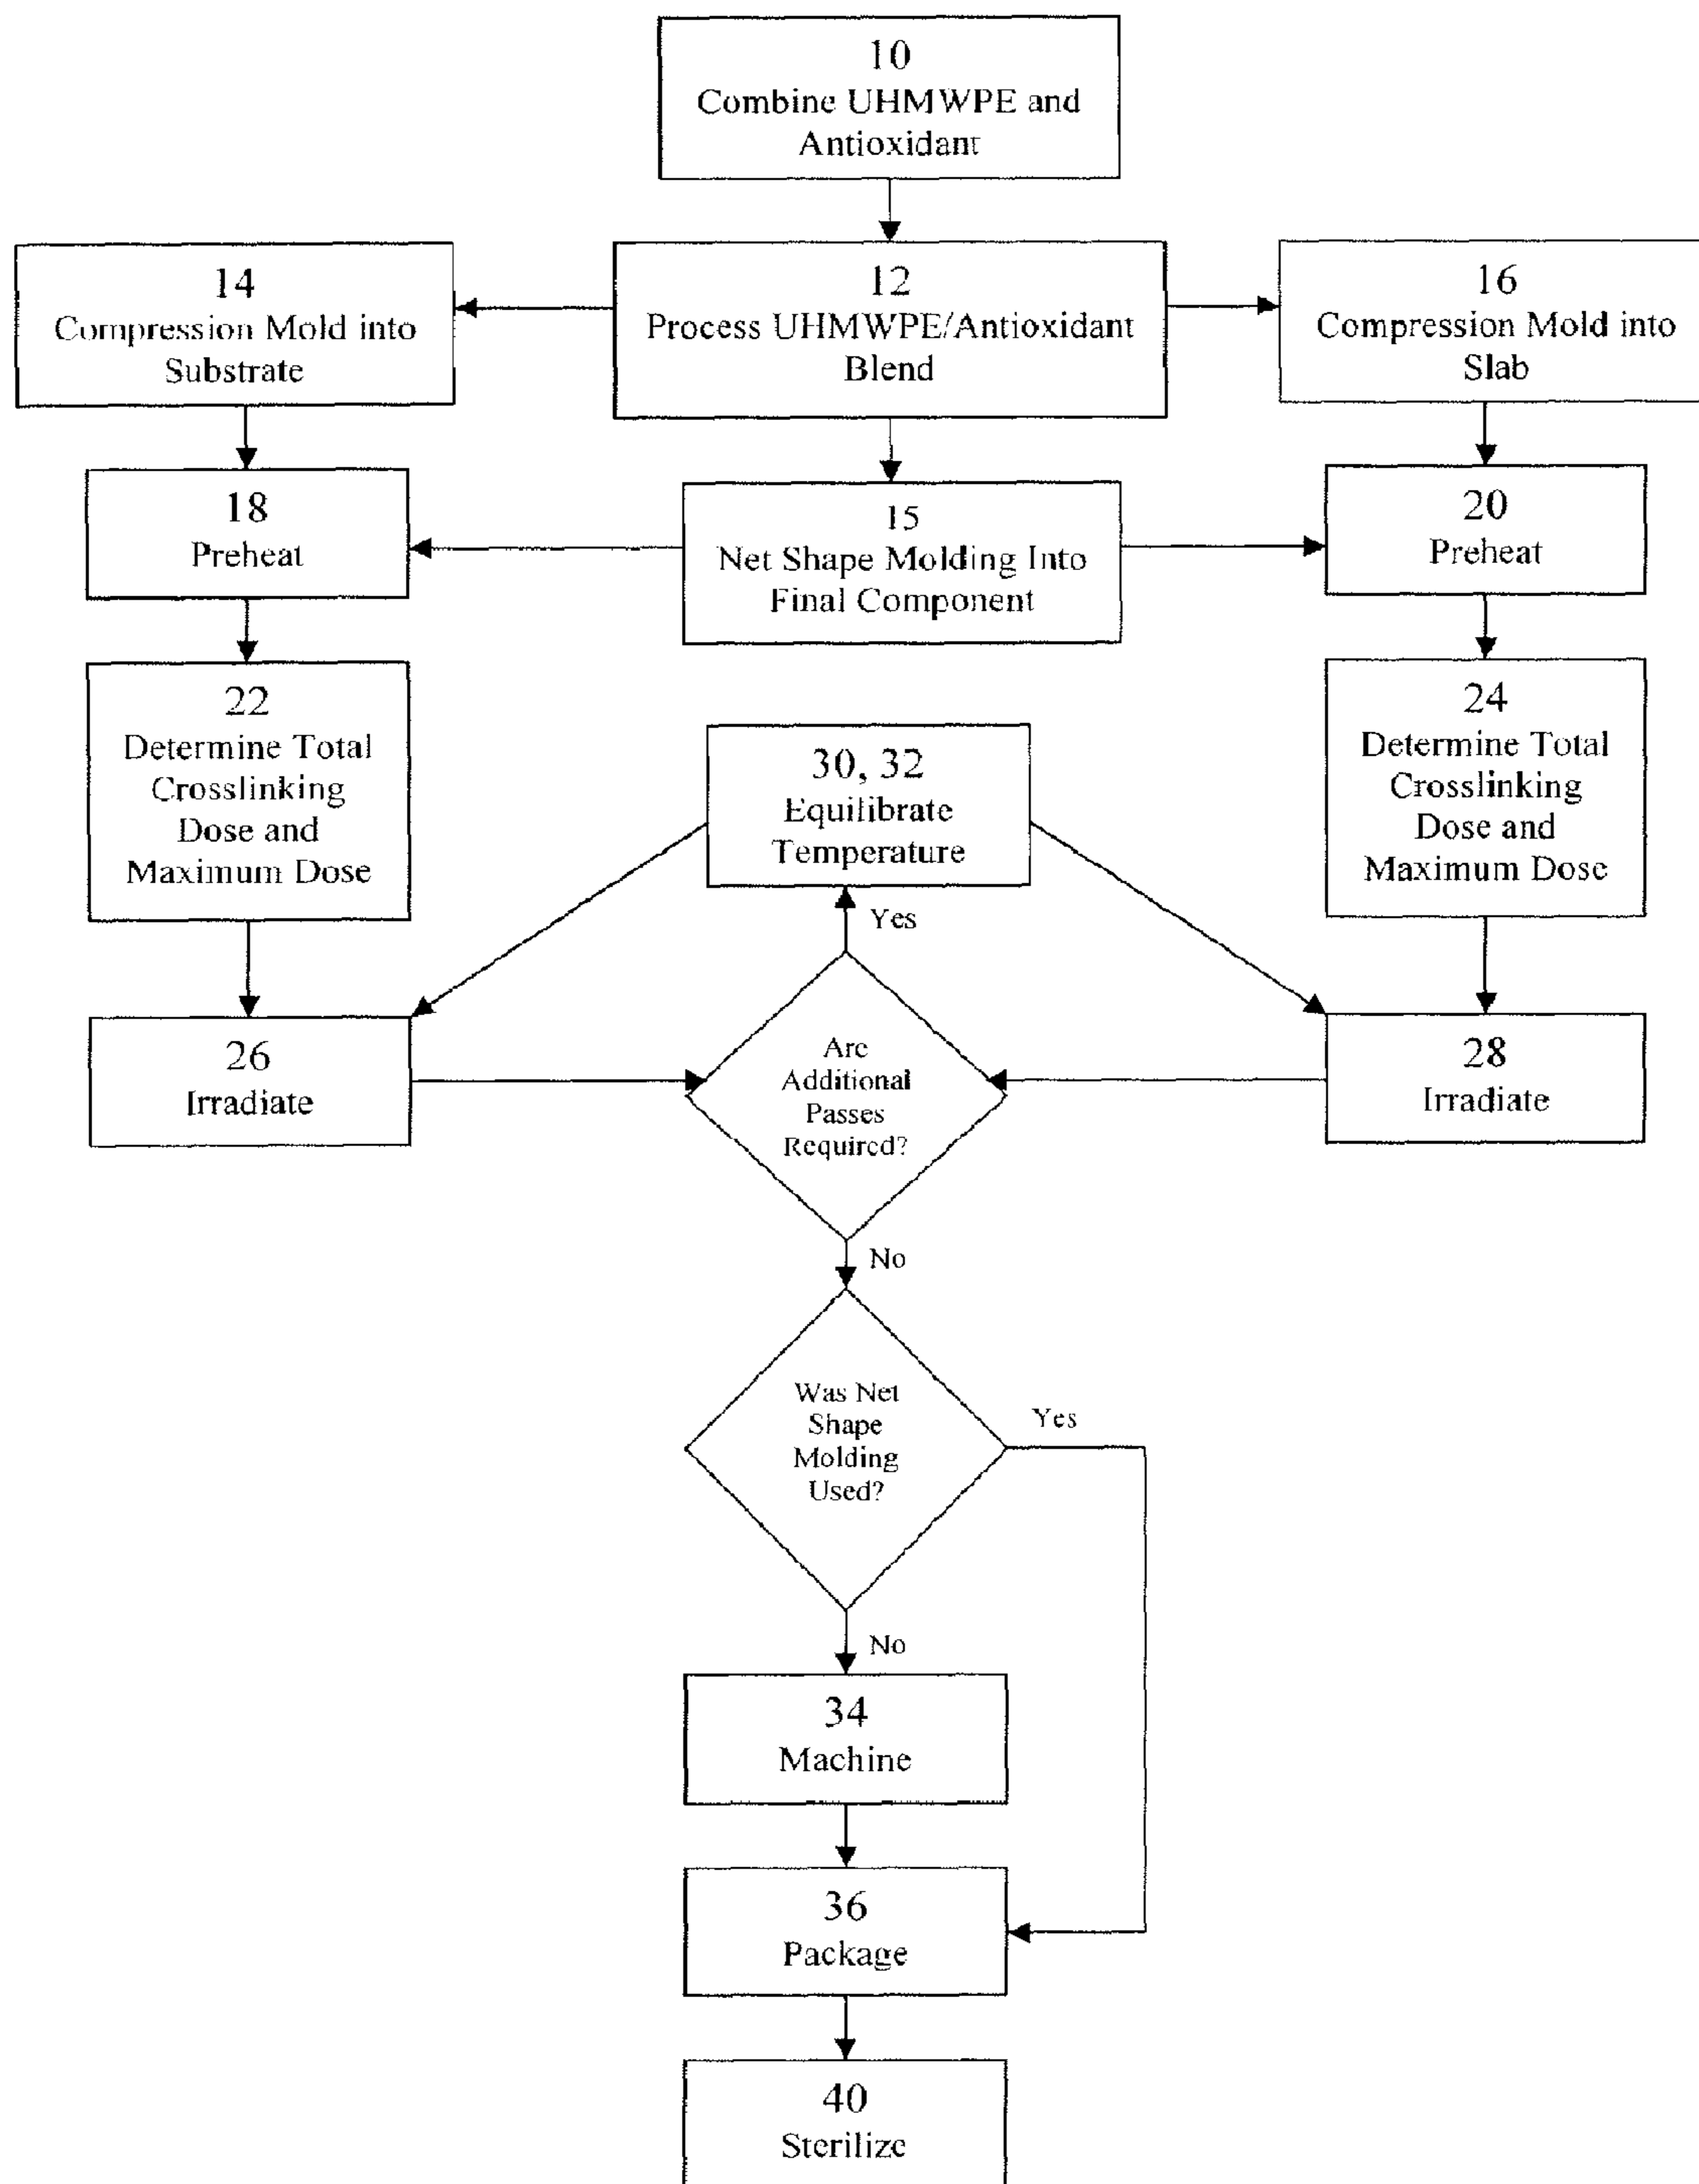 10
Combine UHMWPE and
Antioxidant
14
Compression Mold into
Substrate
12
Process UHMWPE/Antioxidant
Blend
16
Compression Mold into
Slab
18
Preheat
15
Net Shape Molding Into
Final Component
20
Preheat
22
Determine Total
Crosslinking
Dose and
Maximum Dose
30, 32
Equilibrate
Temperature
24
Determine Total
Crosslinking
Dose and
Maximum Dose
Yes
26
Irradiate
Are
Additional
Passes
Required?
28
Irradiate
No
Was Net
Shape
Molding
Used?
Yes
No
34
Machine
36
Package
40
Sterilize